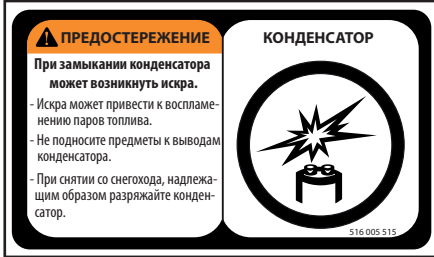 ПРЕДОСТЕРЕЖЕНИЕ
При замыкании конденсатора
может возникнуть искра.
- Искра может привести к воспламе-
нению паров топлива.
- Не подносите предметы к выводам
конденсатора.
- При снятии со снегохода, надлежа-
щим образом разряжайте конден-
сатор.
КОНДЕНСАТОР
516 005 515